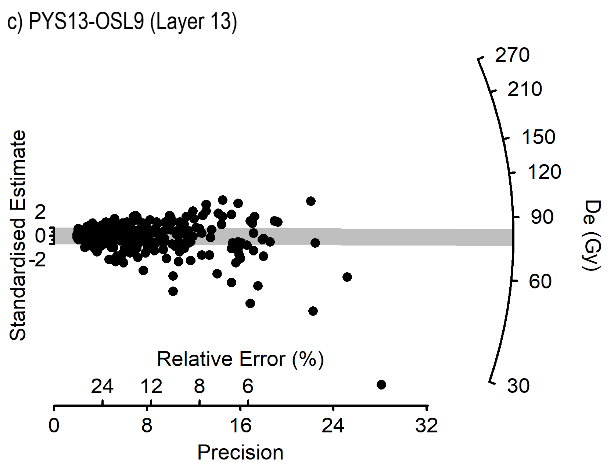 c) PYS13-OSL9 (Layer 13)
270
210
150
120
90
60
30
De (Gy)
Standardised Estimate
2
0
-2
Relative Error (%)
24 12 8 6
0 8 16 24 32
Precision